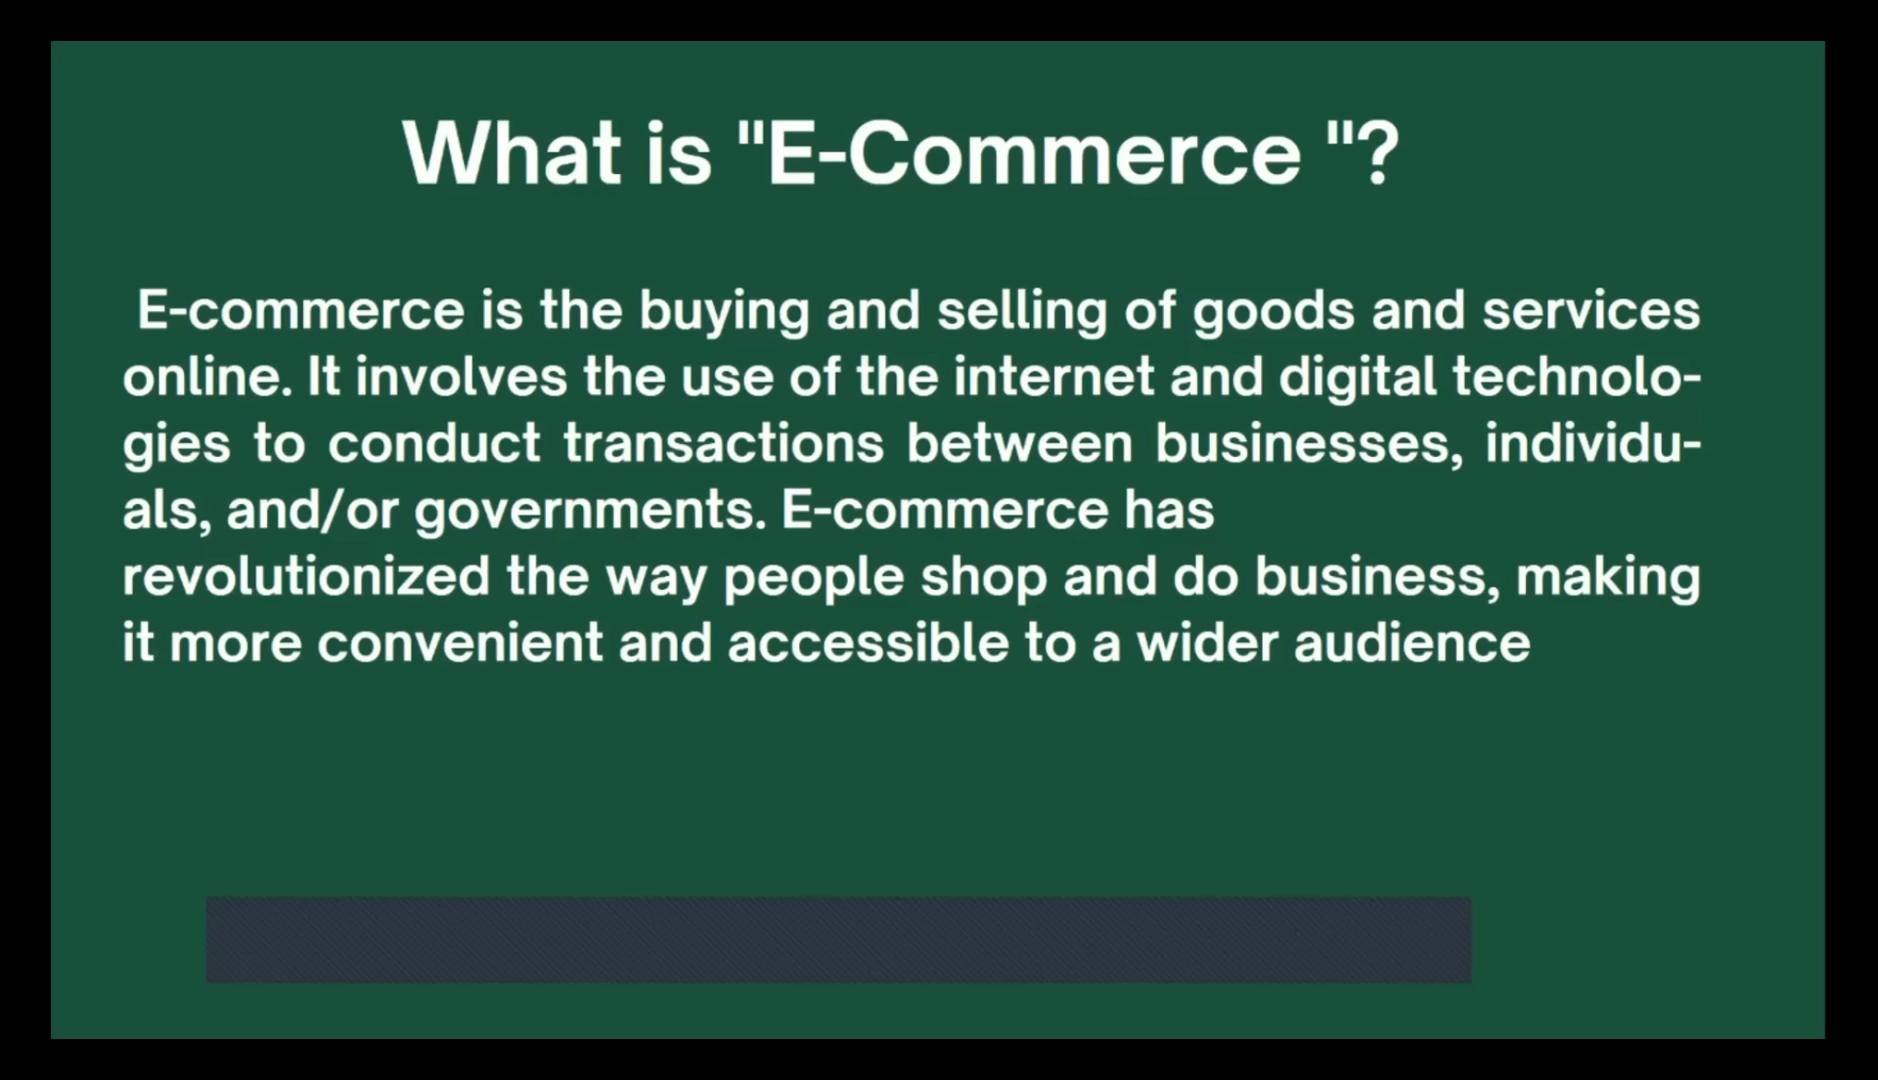 What is "E-Commerce "?
E-commerce is the buying and selling of goods and services
online. It involves the use of the internet and digital technolo-
gies to conduct transactions between businesses, individu-
als, and/or governments. E-commerce has
revolutionized the way people shop and do business, making
it more convenient and accessible to a wider audience